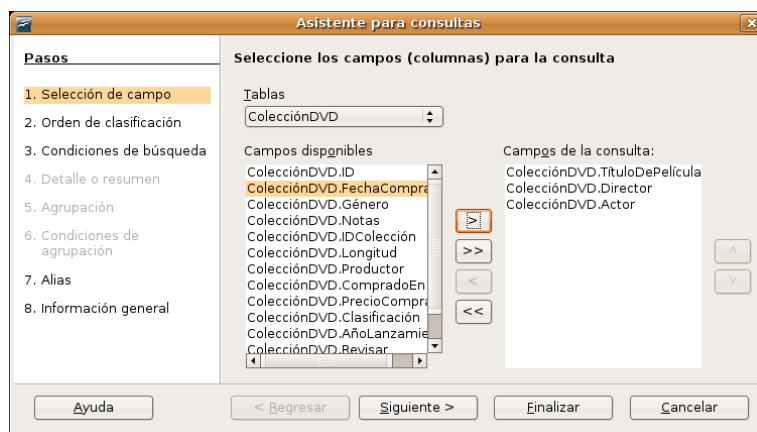 Asistente para consultas
Pasos
1. Selección de campo
2. Orden de clasificación
3. Condiciones de búsqueda
4. Detalle o resumen
5. Agrupación
6. Condiciones de
agrupación
7. Alias
8. Información general
Seleccione los campos (columnas) para la consulta
Tablas
ColecciónDVD
Campos disponibles
ColecciónDVD.ID
ColecciónDVD.FechaCompra
ColecciónDVD.Género
ColecciónDVD.Notas
ColecciónDVD.IDColección
ColecciónDVD.Longitud
ColecciónDVD.Productor
ColecciónDVD.CompradoEn
ColecciónDVD.PrecioCompra
ColecciónDVD.Clasificación
ColecciónDVD.AñoLanzamie
ColecciónDVD.Revisar
>
>>
<
<<
Campos de la consulta:
ColecciónDVD.TítuloDePelícula
ColecciónDVD.Director
ColecciónDVD.Actor
Ayuda
< Regresar
Siguiente >
Finalizar
Cancelar